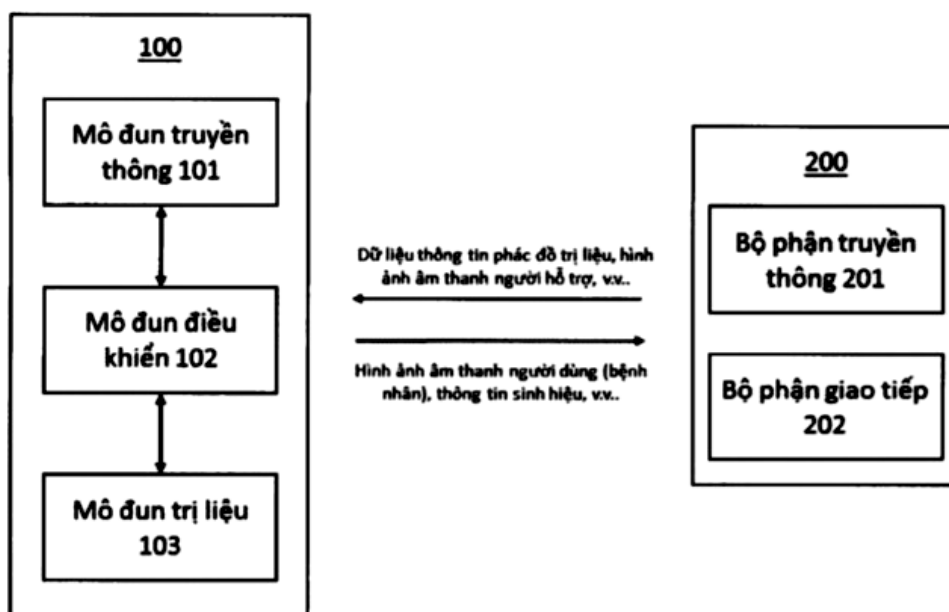 100
Mô đun truyền
thông 101
Mô đun điều
khiển 102
Mô đun trị liệu
103
Dữ liệu thông tin phác đồ trị liệu, hình
ảnh âm thanh người hỗ trợ, v.v..
Hình ảnh âm thanh người dùng (bệnh
nhân), thông tin sinh hiệu, v.v..
200
Bộ phận truyền
thông 201
Bộ phận giao tiếp
202